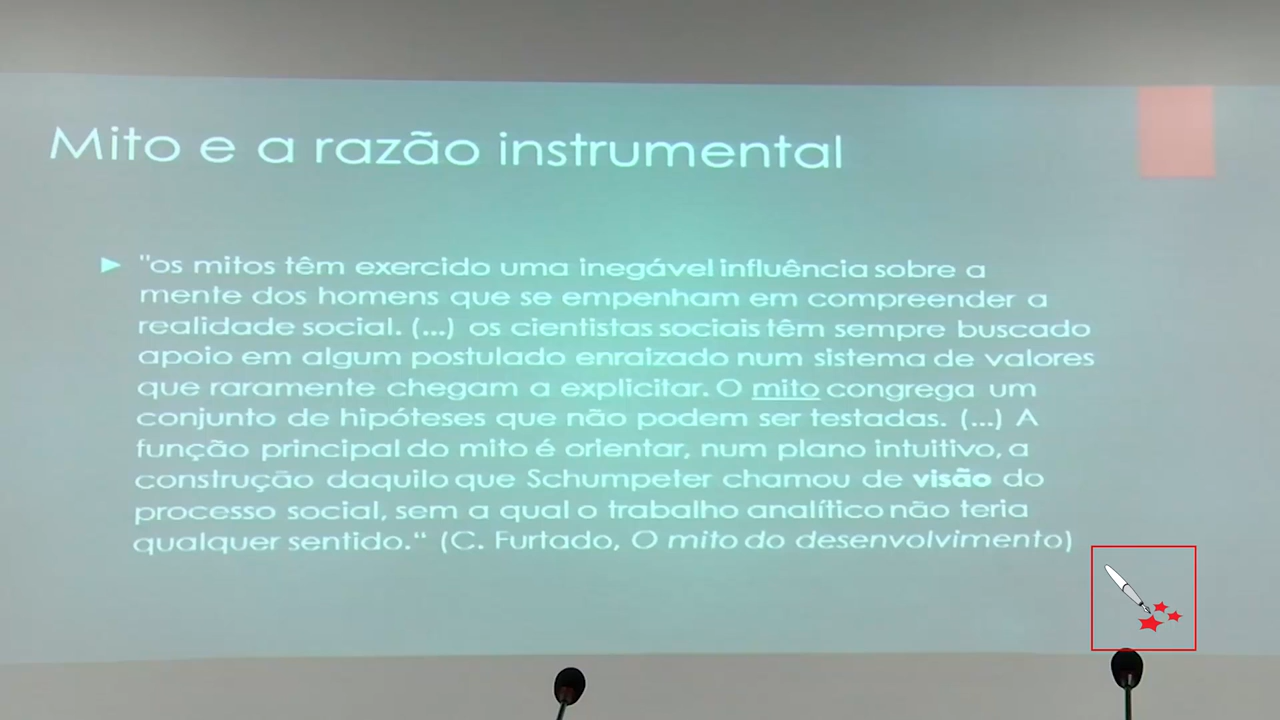 Mito e a razão instrumental
► "os mitos têm exercido uma inegável influência sobre a
mente dos homens que se empenham em compreender a
realidade social. (...) os cientistas sociais têm sempre buscado
apoio em algum postulado enraizado num sistema de valores
que raramente chegam a explicitar. O mito congrega um
conjunto de hipóteses que não podem ser testadas. (...) A
função principal do mito é orientar, num plano intuitivo, a
construção daquilo que Schumpeter chamou de visão do
processo social, sem a qual o trabalho analítico não teria
qualquer sentido.“ (C. Furtado, O mito do desenvolvimento)